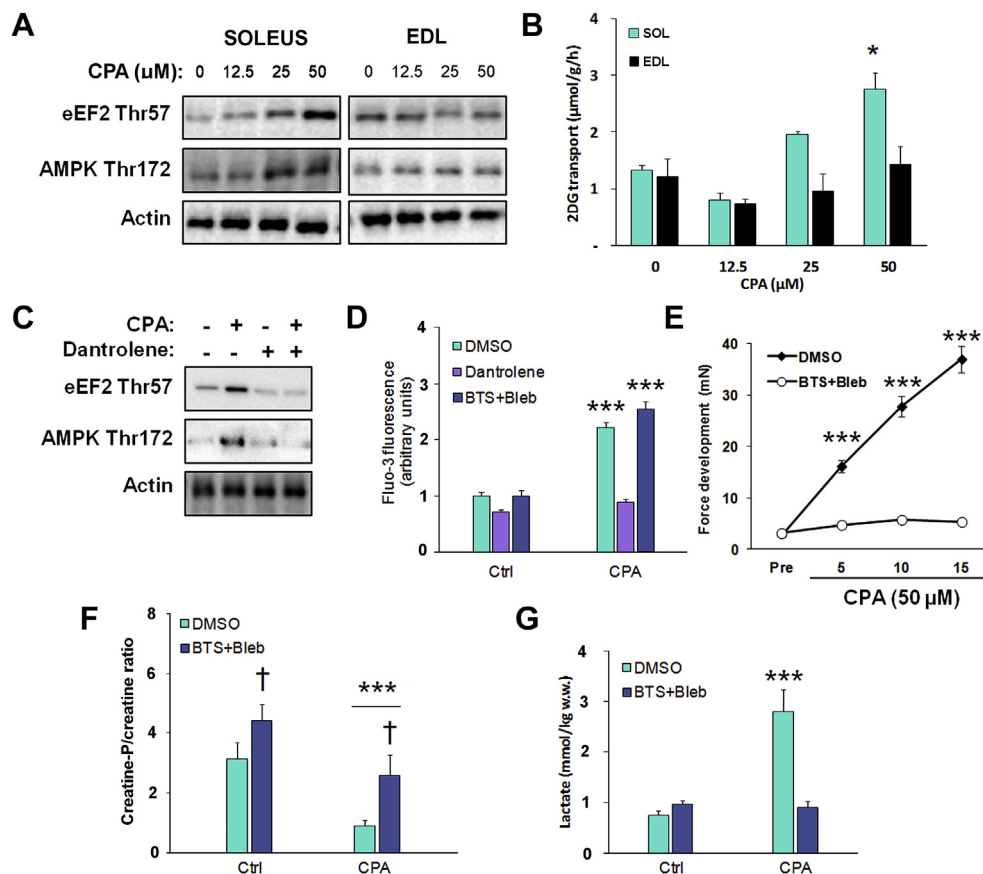 A
SOLEUS EDL
CPA (µM): 0 12.5 25 50 0 12.5 25 50
eEF2 Thr57
AMPK Thr172
Actin
B
2DG transport (µmol/g/h)
4
3
2
1
-
SOL
EDL
*
0 12.5 25 50
CPA (µM)
C
CPA: - + - +
Dantrolene: - - + +
eEF2 Thr57
AMPK Thr172
Actin
D
Fluo-3 fluorescence
(arbitrary units)
4
3
2
1
0
DMSO
Dantrolene
BTS+Bleb
*** ***
Ctrl CPA
E
Force development (mN)
40
30
20
10
0
DMSO
BTS+Bleb
*** *** ***
Pre 5 10 15
CPA (50 µM)
F
Creatine-P/creatine ratio
8
6
4
2
0
DMSO
BTS+Bleb
† *** †
Ctrl CPA
G
Lactate (mmol/kg w.w.)
4
3
2
1
0
DMSO
BTS+Bleb
***
Ctrl CPA